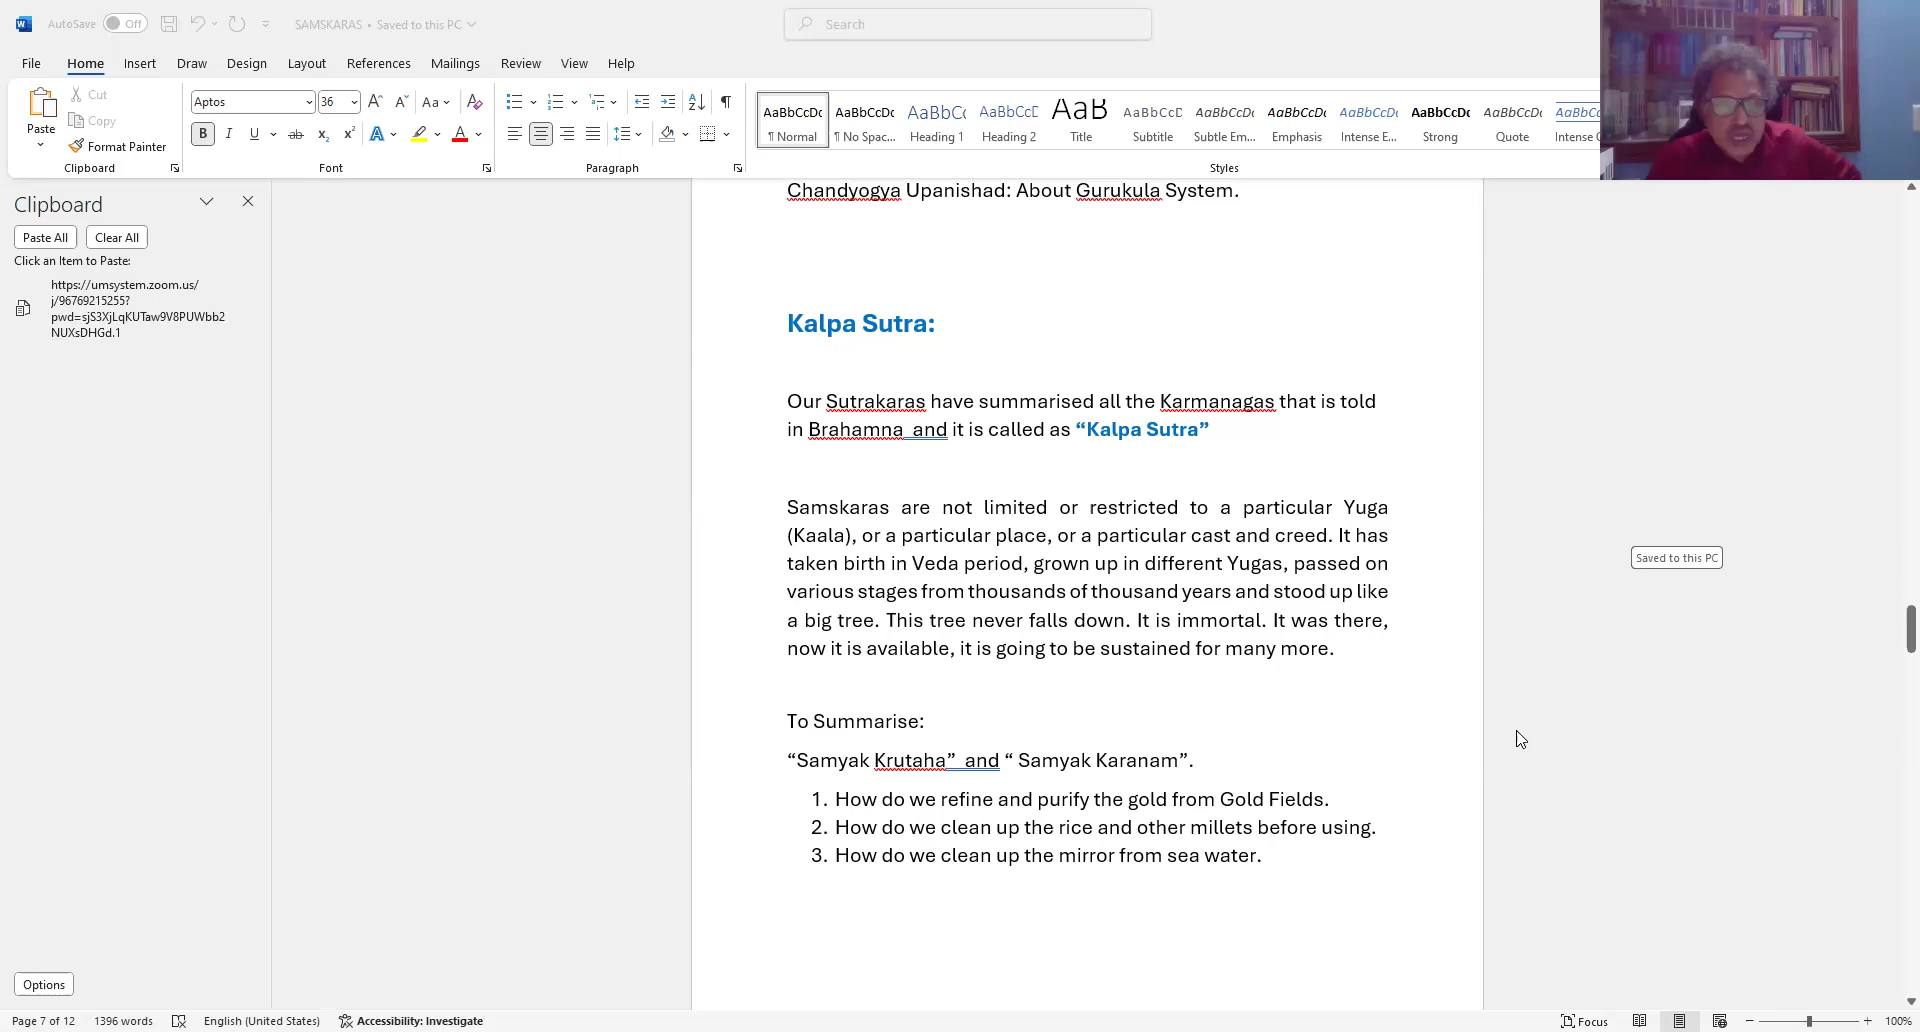 AutoSave Off SAMSKARAS • Saved to this PC Search
File Home Insert Draw Design Layout References Mailings Review View Help
Paste Cut Copy Format Painter
Aptos 36
AaBbCcDc AaBbCcDc AaBbCc AaBbCcD AaB AaBbCcD AaBbCcDc AaBbCcDc AaBbCcDc AaBbCcDc AaBbCcDc AaBbCc
¶ Normal ¶ No Spac... Heading 1 Heading 2 Title Subtitle Subtle Em... Emphasis Intense E... Strong Quote Intense
Clipboard Font Paragraph Styles
Clipboard
Paste All Clear All
Click an Item to Paste:
https://umsystem.zoom.us/
j/96769215255?
pwd=sjS3XjLqKUTaw9V8PUWbb2
NUXsDHGd.1
Options
Chandyogya Upanishad: About Gurukula System.
Kalpa Sutra:
Our Sutrakaras have summarised all the Karmanagas that is told
in Brahamna and it is called as “Kalpa Sutra”
Samskaras are not limited or restricted to a particular Yuga
(Kaala), or a particular place, or a particular cast and creed. It has
taken birth in Veda period, grown up in different Yugas, passed on
various stages from thousands of thousand years and stood up like
a big tree. This tree never falls down. It is immortal. It was there,
now it is available, it is going to be sustained for many more.
To Summarise:
“Samyak Krutaha” and “ Samyak Karanam”.
1. How do we refine and purify the gold from Gold Fields.
2. How do we clean up the rice and other millets before using.
3. How do we clean up the mirror from sea water.
Saved to this PC
Page 7 of 12 1396 words English (United States) Accessibility: Investigate Focus 100%